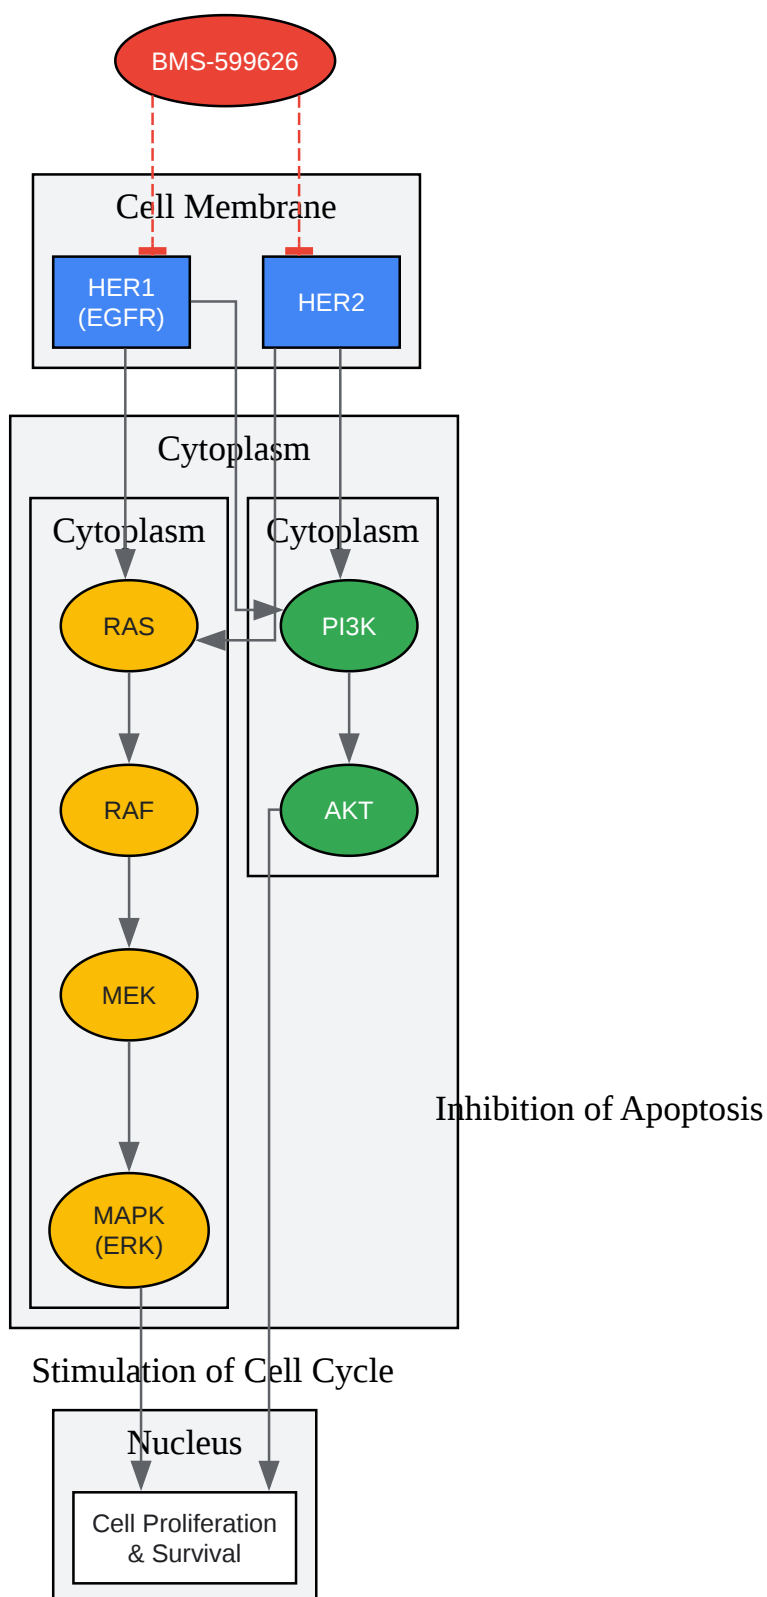 BMS-599626
Cell Membrane
HER1
(EGFR)
HER2
Cytoplasm
Cytoplasm
Cytoplasm
RAS
PI3K
RAF
AKT
MEK
Inhibition of Apoptosis
MAPK
(ERK)
Stimulation of Cell Cycle
Nucleus
Cell Proliferation
& Survival